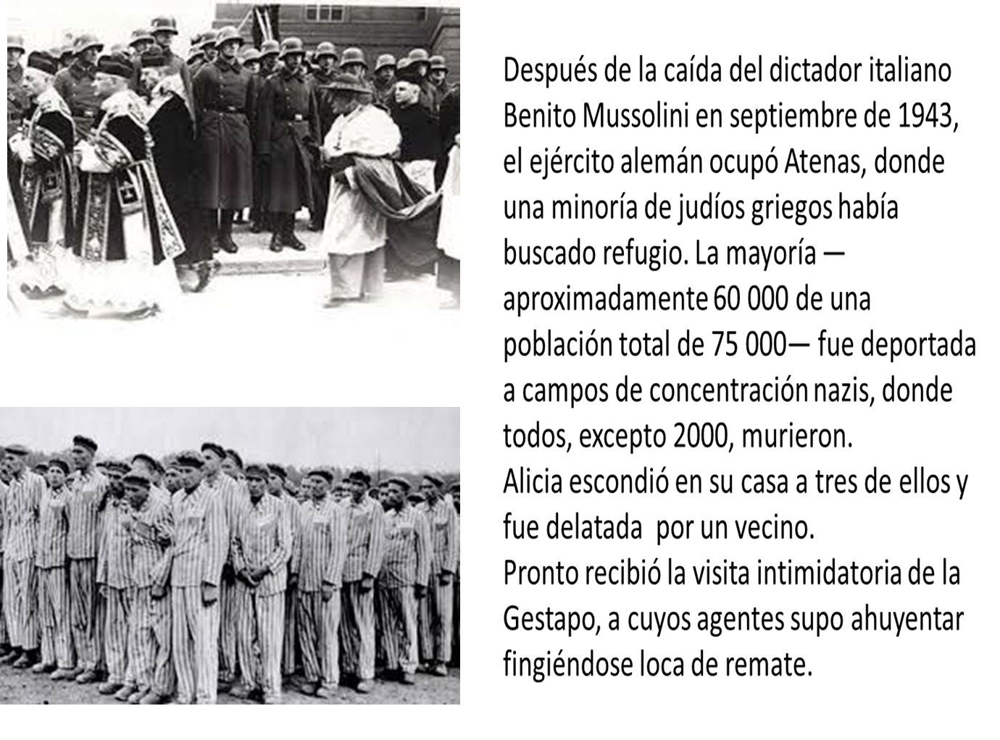 Después de la caída del dictador italiano
Benito Mussolini en septiembre de 1943,
el ejército alemán ocupó Atenas, donde
una minoría de judíos griegos había
buscado refugio. La mayoría —
aproximadamente 60 000 de una
población total de 75 000— fue deportada
a campos de concentración nazis, donde
todos, excepto 2000, murieron.
Alicia escondió en su casa a tres de ellos y
fue delatada  por un vecino.
Pronto recibió la visita intimidatoria de la
Gestapo, a cuyos agentes supo ahuyentar
fingiéndose loca de remate.